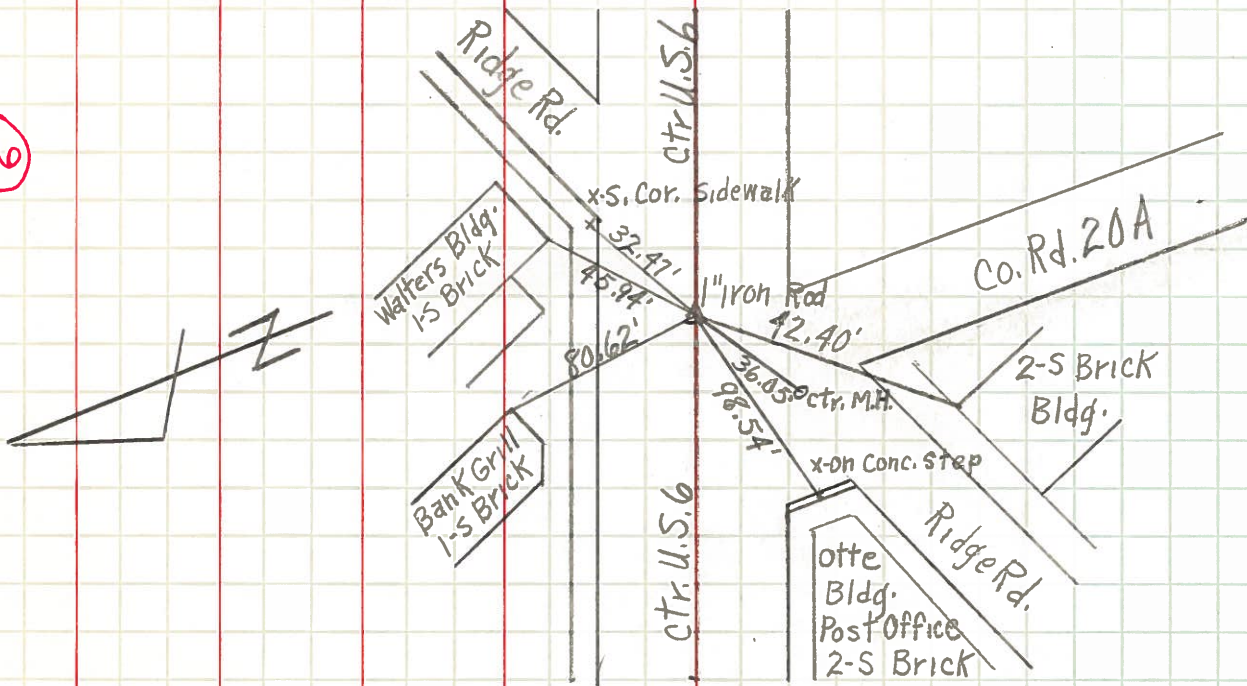 Ridge Rd.
Ctr U.S.6
6
x-S. Cor. Sidewalk
32.47'
Walters Bldg.
1-S Brick
45.94'
Co. Rd. 20A
1" Iron Rod
42.40'
80.62'
36.05
ctr. M.H.
2-S Brick
Bldg.
98.54'
x-on Conc. Step
Bank Grill
1-S Brick
Ctr. U.S. 6
Ridge Rd.
otte
Bldg.
Post Office
2-S Brick
N